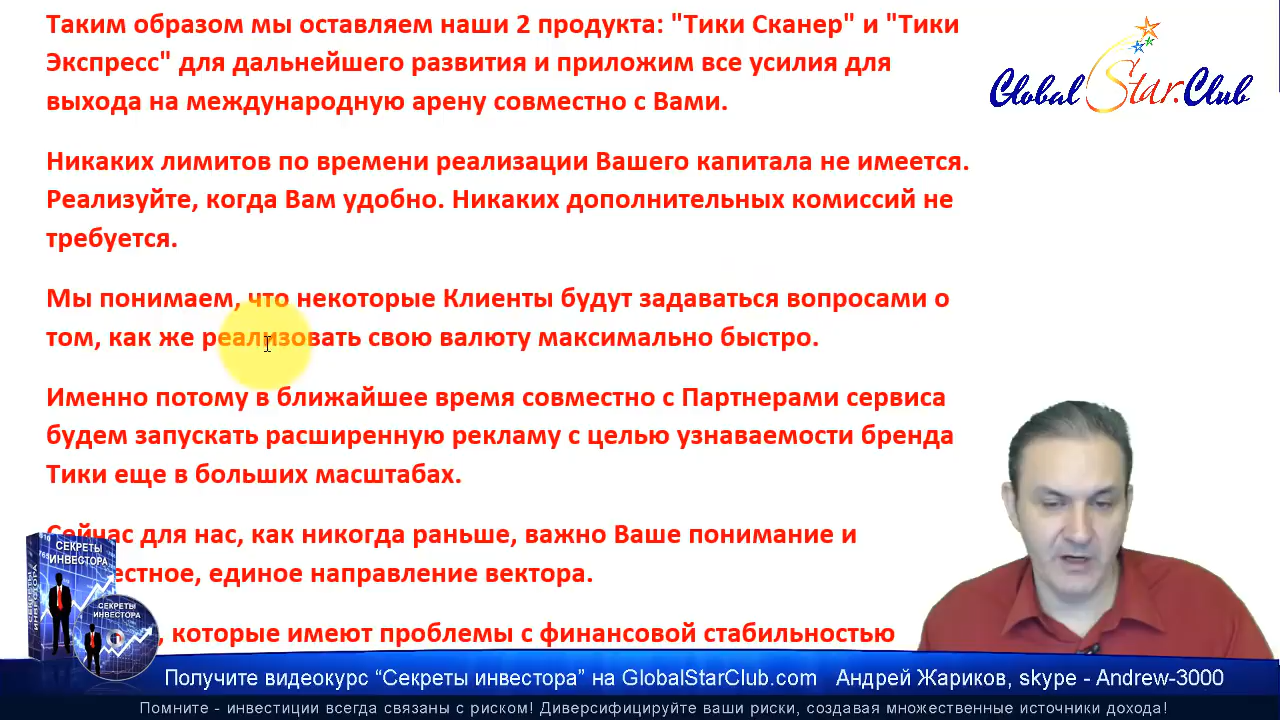 Таким образом мы оставляем наши 2 продукта: "Тики Сканер" и "Тики
Экспресс" для дальнейшего развития и приложим все усилия для
выхода на международную арену совместно с Вами.
Global Star.Club
Никаких лимитов по времени реализации Вашего капитала не имеется.
Реализуйте, когда Вам удобно. Никаких дополнительных комиссий не
требуется.
Мы понимаем, что некоторые Клиенты будут задаваться вопросами о
том, как же реализовать свою валюту максимально быстро.
Именно потому в ближайшее время совместно с Партнерами сервиса
будем запускать расширенную рекламу с целью узнаваемости бренда
Тики еще в больших масштабах.
Сейчас для нас, как никогда раньше, важно Ваше понимание и
естное, единое направление вектора.
, которые имеют проблемы с финансовой стабильностью
СЕКРЕТЫ
ИНВЕСТОРА
СЕКРЕТЫ
ИНВЕСТОРА
Получите видеокурс “Секреты инвестора” на GlobalStarClub.com Андрей Жариков, skype - Andrew-3000
Помните - инвестиции всегда связаны с риском! Диверсифицируйте ваши риски, создавая множественные источники дохода!